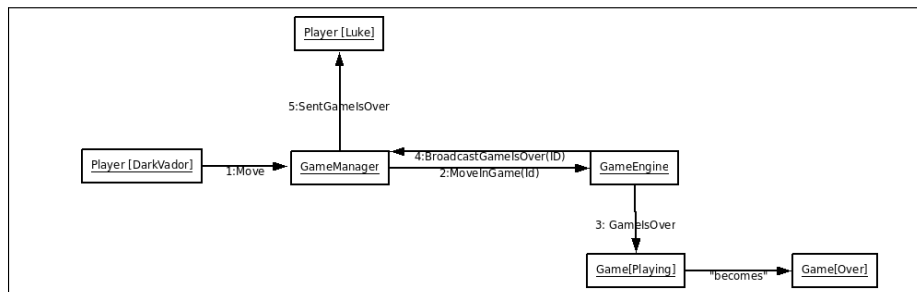 Player [Luke]
5:SentGameIsOver
Player [DarkVador]
1:Move
GameManager
4:BroadcastGameIsOver(ID)
2:MoveInGame(Id)
GameEngine
3: GameIsOver
Game[Playing]
"becomes"
Game[Over]